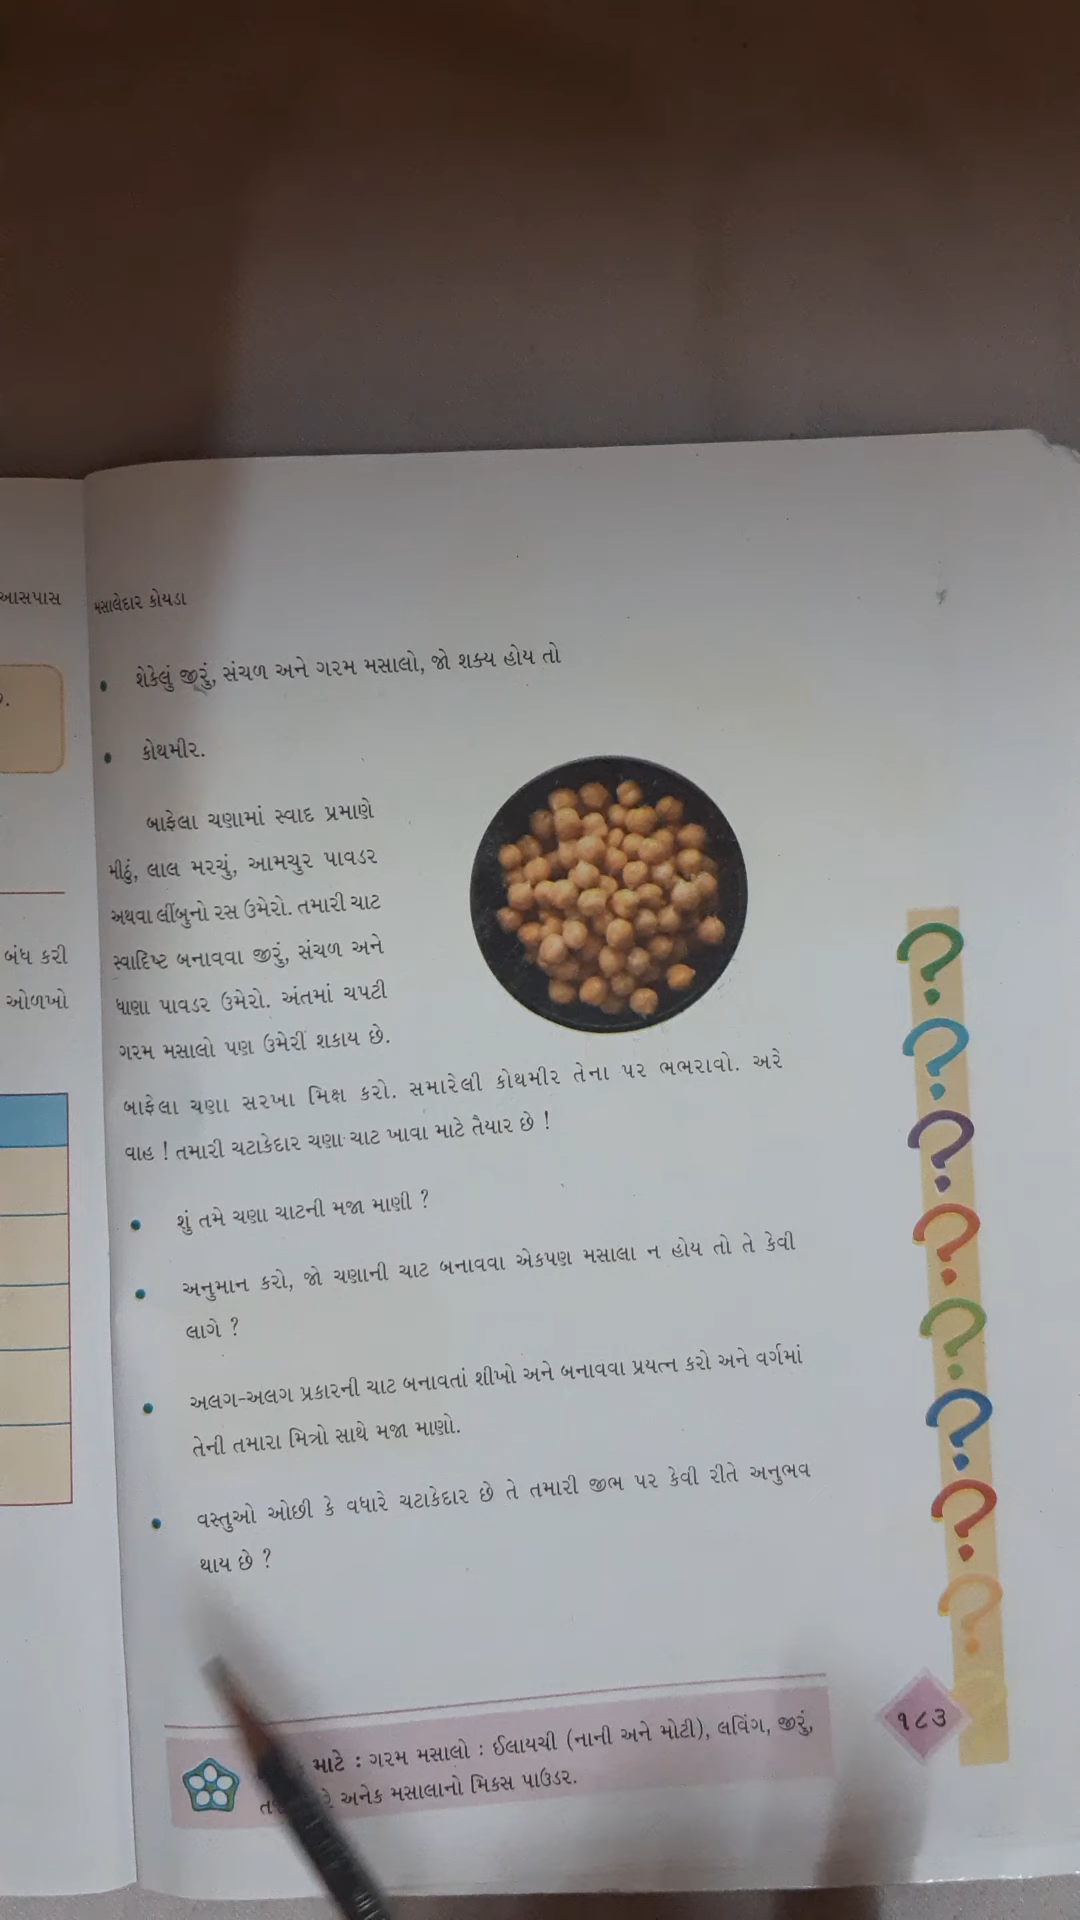 આસપાસ
બંધ કરી
ઓળખો
મસાલેદાર કોયડા
• શેકેલું જીરું, સંચળ અને ગરમ મસાલો, જો શક્ય હોય તો
• કોથમીર.
બાફેલા ચણામાં સ્વાદ પ્રમાણે
મીઠું, લાલ મરચું, આમચુર પાવડર
અથવા લીંબુનો રસ ઉમેરો. તમારી ચાટ
સ્વાદિષ્ટ બનાવવા જીરું, સંચળ અને
ધાણા પાવડર ઉમેરો. અંતમાં ચપટી
ગરમ મસાલો પણ ઉમેરી શકાય છે.
બાફેલા ચણા સરખા મિક્ષ કરો. સમારેલી કોથમીર તેના પર ભભરાવો. અરે
વાહ ! તમારી ચટાકેદાર ચણા ચાટ ખાવા માટે તૈયાર છે !
• શું તમે ચણા ચાટની મજા માણી ?
• અનુમાન કરો, જો ચણાની ચાટ બનાવવા એકપણ મસાલા ન હોય તો તે કેવી
લાગે ?
• અલગ-અલગ પ્રકારની ચાટ બનાવતાં શીખો અને બનાવવા પ્રયત્ન કરો અને વર્ગમાં
તેની તમારા મિત્રો સાથે મજા માણો.
• વસ્તુઓ ઓછી કે વધારે ચટાકેદાર છે તે તમારી જીભ પર કેવી રીતે અનુભવ
થાય છે ?
માટે : ગરમ મસાલો : ઈલાયચી (નાની અને મોટી), લવિંગ, જીરું,
અનેક મસાલાનો મિક્સ પાઉડર.
૧૮૩